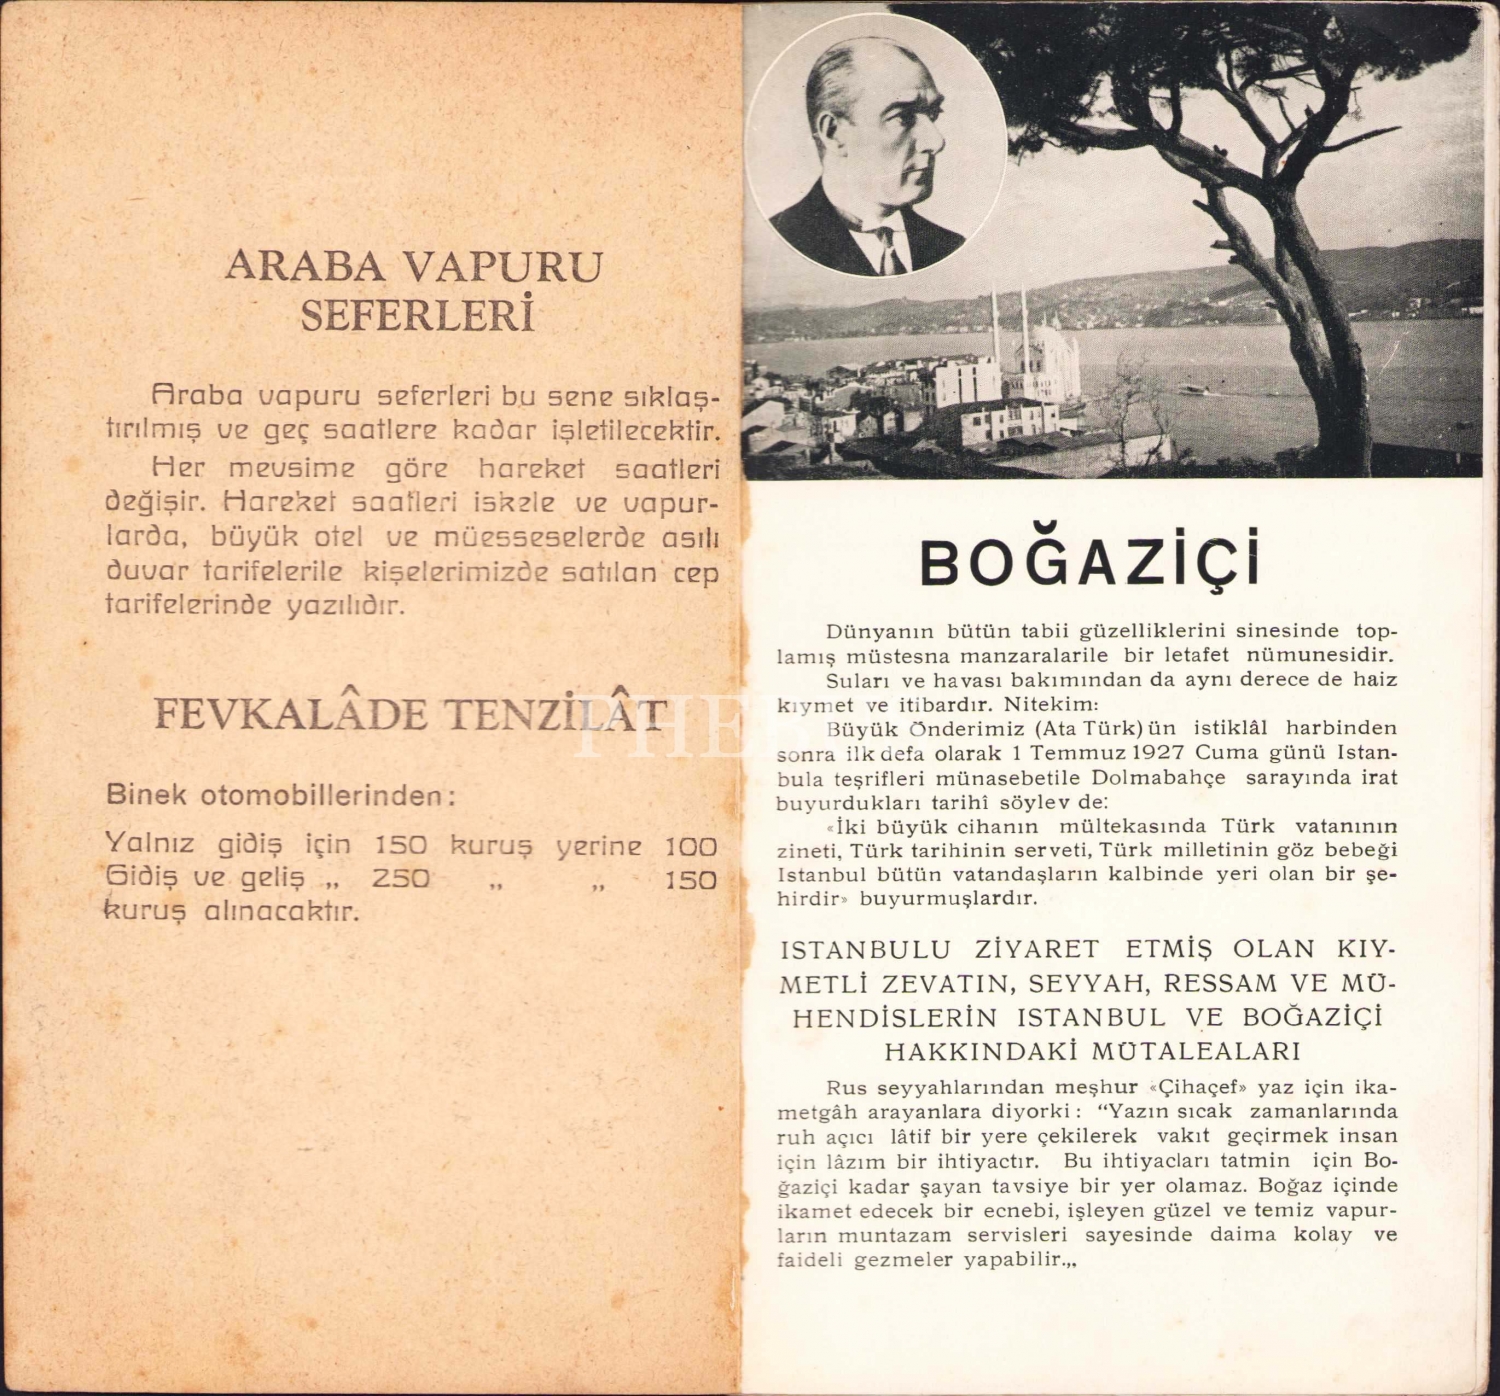 ARABA VAPURU
SEFERLERİ
Araba vapuru seferleri bu sene sıklaş-
tırılmış ve geç saatlere kadar işletilecektir.
Her mevsime göre hareket saatleri
değişir. Hareket saatleri iskele ve vapur-
larda, büyük otel ve müesseselerde asılı
duvar tarifelerile kişelerimizde satılan cep
tarifelerinde yazılıdır.
FEVKALÂDE TENZİLÂT
Binek otomobillerinden:
Yalnız gidiş için 150 kuruş yerine 100
Gidiş ve geliş „ 250 „ „ 150
kuruş alınacaktır.
BOĞAZİÇİ
Dünyanın bütün tabii güzelliklerini sinesinde top-
lamış müstesna manzaralarile bir letafet nümunesidir.
Suları ve havası bakımından da aynı derece de haiz
kıymet ve itibardır. Nitekim:
Büyük Önderimiz (Ata Türk)ün istiklâl harbinden
sonra ilk defa olarak 1 Temmuz 1927 Cuma günü Istan-
bula teşrifleri münasebetile Dolmabahçe sarayında irat
buyurdukları tarihî söylev de:
«İki büyük cihanın mültekasında Türk vatanının
zineti, Türk tarihinin serveti, Türk milletinin göz bebeği
Istanbul bütün vatandaşların kalbinde yeri olan bir şe-
hirdir» buyurmuşlardır.
ISTANBULU ZİYARET ETMİŞ OLAN KIY-
METLİ ZEVATIN, SEYYAH, RESSAM VE MÜ-
HENDİSLERİN ISTANBUL VE BOĞAZİÇİ
HAKKINDAKİ MÜTALEALARI
Rus seyyahlarından meşhur «Çihaçef» yaz için ika-
metgâh arayanlara diyorki: "Yazın sıcak zamanlarında
ruh açıcı lâtif bir yere çekilerek vakıt geçirmek insan
için lâzım bir ihtiyactır. Bu ihtiyacları tatmin için Bo-
ğaziçi kadar şayan tavsiye bir yer olamaz. Boğaz içinde
ikamet edecek bir ecnebi, işleyen güzel ve temiz vapur-
ların muntazam servisleri sayesinde daima kolay ve
faideli gezmeler yapabilir.„